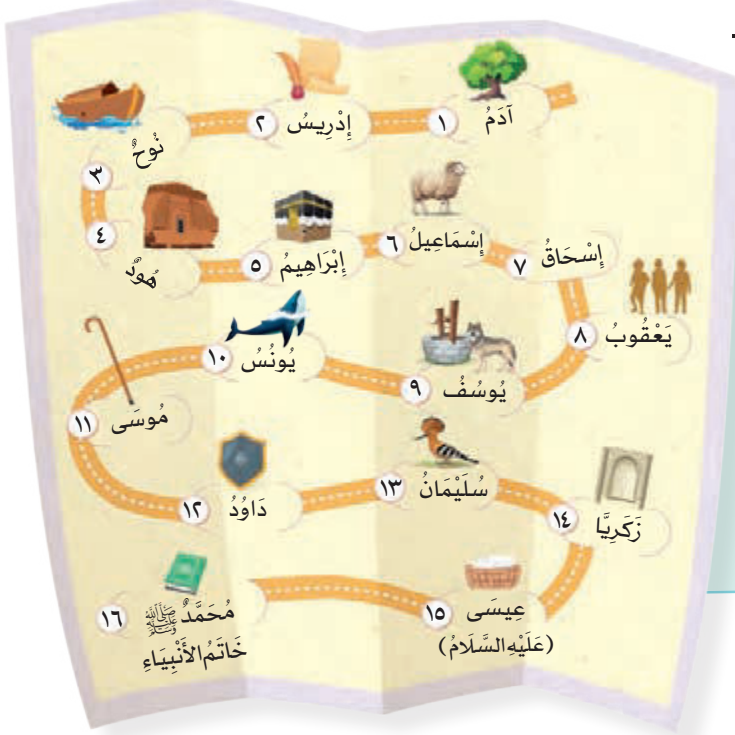 ١ آدَمُ
٢ إِدْرِيسُ
٣ نُوْحٌ
٤ هُودٌ
٥ إِبْرَاهِيمُ
٦ إِسْمَاعِيلُ
٧ إِسْحَاقُ
٨ يَعْقُوبُ
٩ يُوسُفُ
١٠ يُونُسُ
١١ مُوسَى
١٢ دَاوُدُ
١٣ سُلَيْمَانُ
١٤ زَكَرِيَّا
١٥ عِيسَى
(عَلَيْهِ السَّلَامُ)
١٦ مُحَمَّدٌ ﷺ
خَاتَمُ الأَنْبِيَاءِ